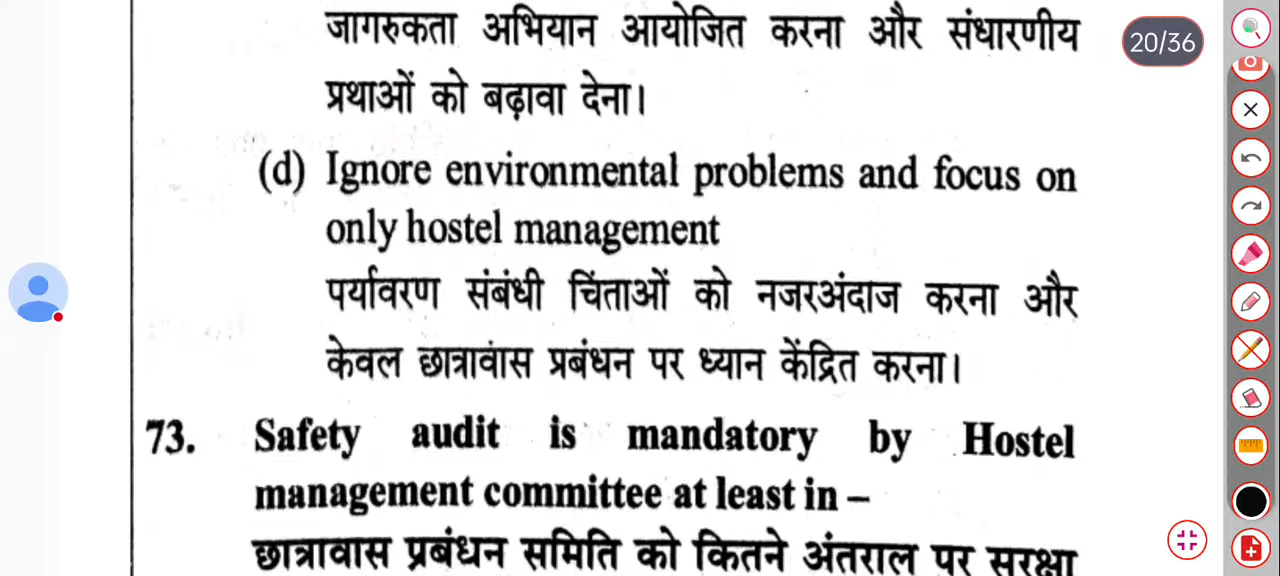 जागरुकता अभियान आयोजित करना और संधारणीय
20/36
प्रथाओं को बढ़ावा देना।
(d) Ignore environmental problems and focus on
only hostel management
पर्यावरण संबंधी चिंताओं को नजरअंदाज करना और
केवल छात्रावास प्रबंधन पर ध्यान केंद्रित करना।
73. Safety audit is mandatory by Hostel
management committee at least in –
छात्रावास प्रबंधन समिति को कितने अंतराल पर सुरक्षा